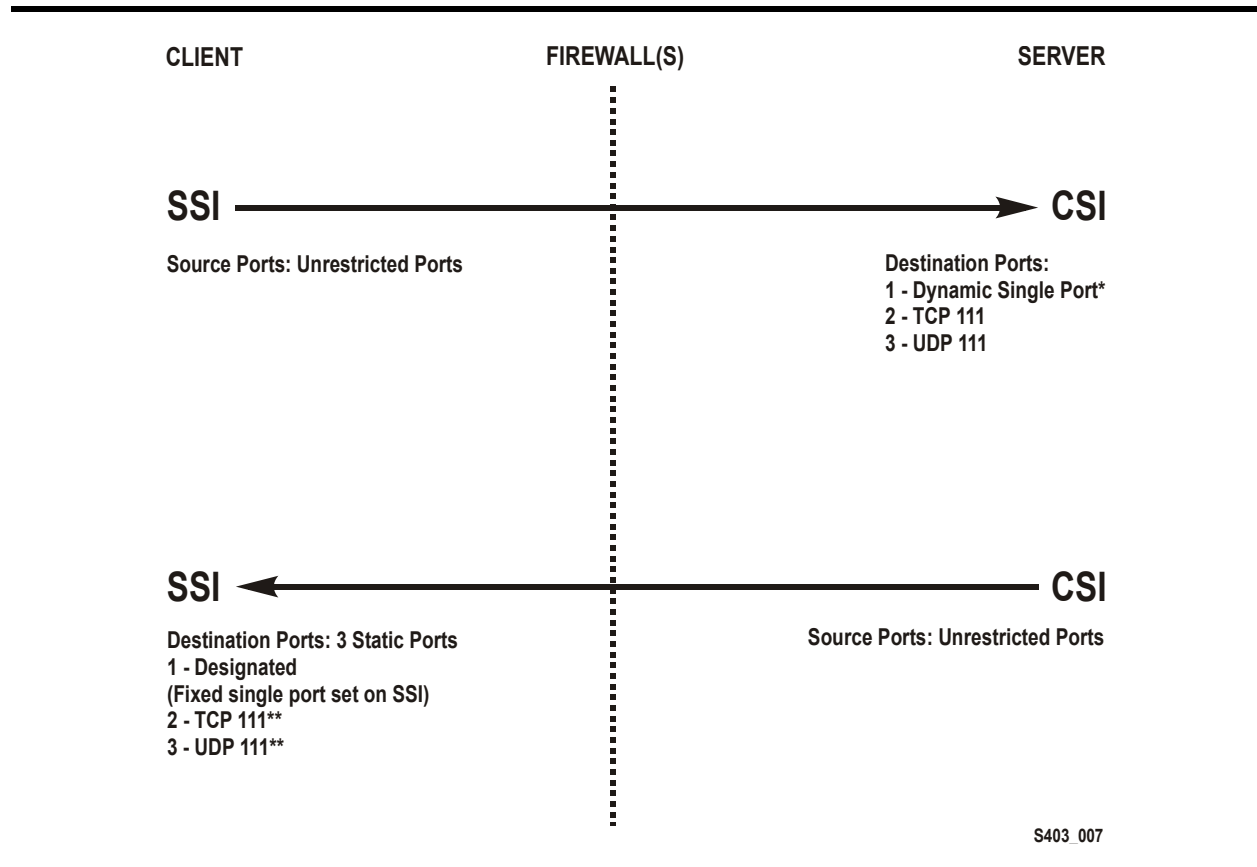 CLIENT
FIREWALL(S)
SERVER
SSI
CSI
Source Ports: Unrestricted Ports
Destination Ports:
1 - Dynamic Single Port*
2 - TCP 111
3 - UDP 111
SSI
CSI
Destination Ports: 3 Static Ports
1 - Designated
(Fixed single port set on SSI)
2 - TCP 111**
3 - UDP 111**
Source Ports: Unrestricted Ports
S403_007